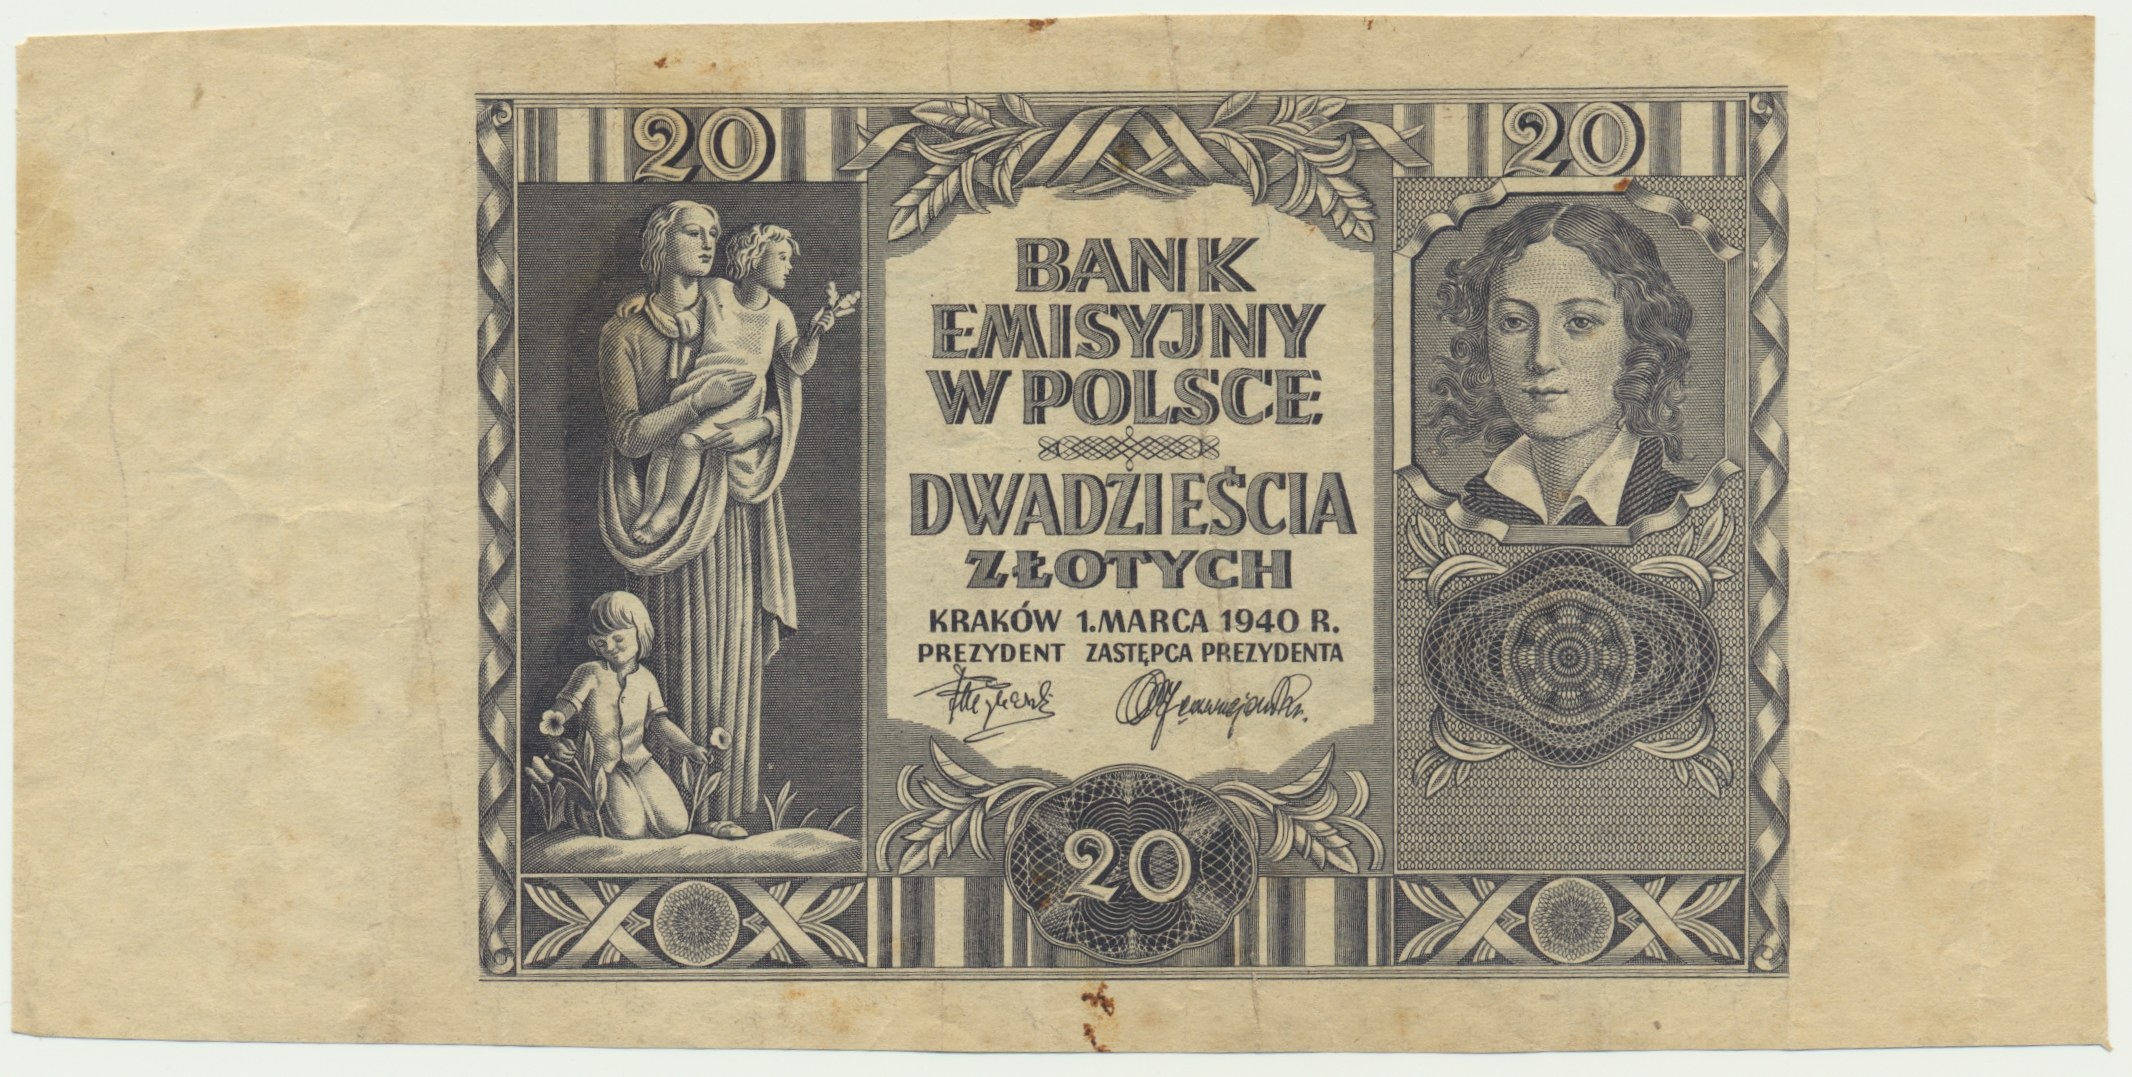 20 20
BANK
EMISYJNY
W POLSCE
DWADZIEŚCIA
ZŁOTYCH
KRAKÓW 1. MARCA 1940 R.
PREZYDENT ZASTĘPCA PREZYDENTA
20